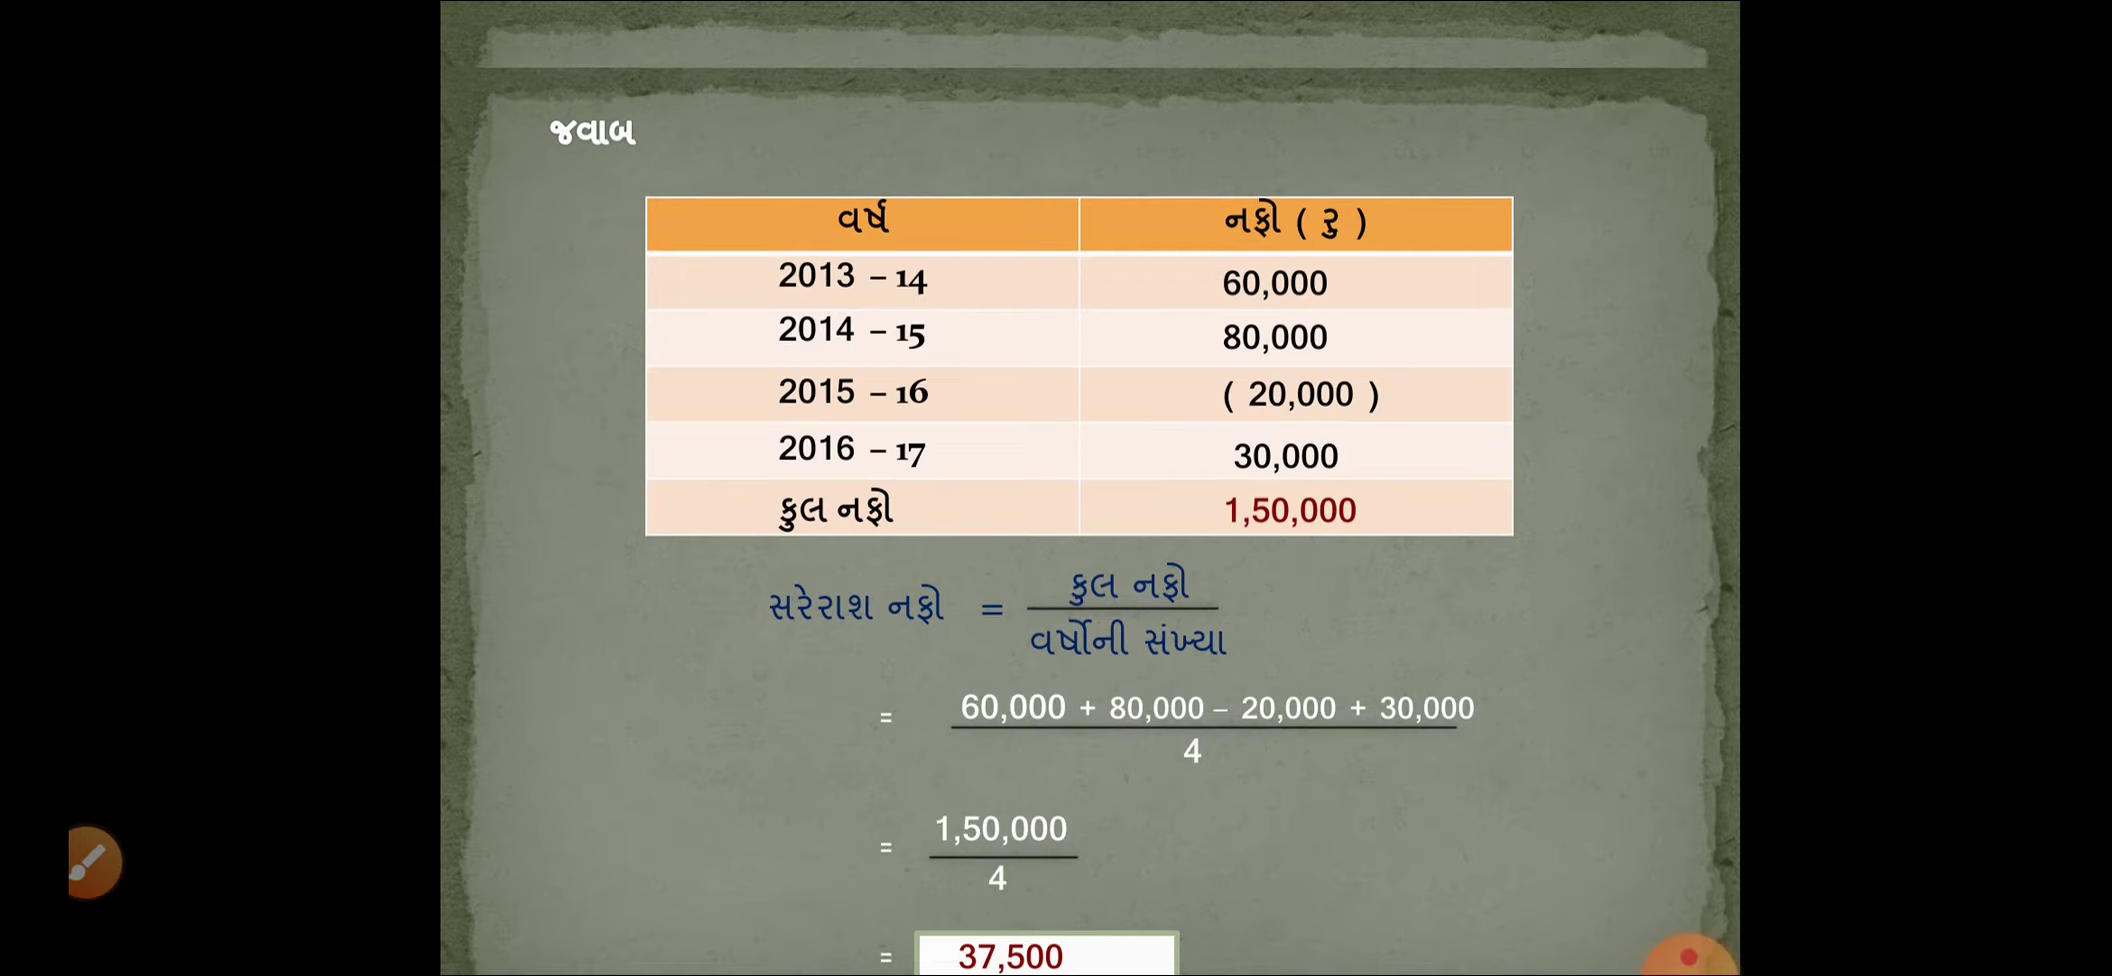 જવાબ
વર્ષ નફો ( રુ )
2013 – 14 60,000
2014 – 15 80,000
2015 – 16 ( 20,000 )
2016 – 17 30,000
કુલ નફો 1,50,000
સરેરાશ નફો = કુલ નફો
વર્ષોની સંખ્યા
= 60,000 + 80,000 – 20,000 + 30,000
4
= 1,50,000
4
= 37,500